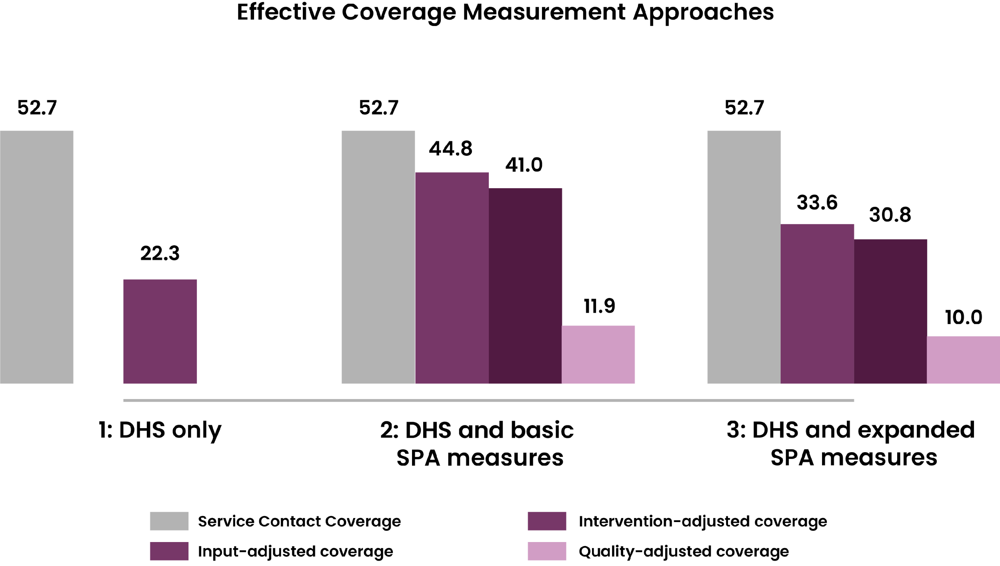 Effective Coverage Measurement Approaches
52.7
22.3
52.7
44.8
41.0
11.9
52.7
33.6
30.8
10.0
1: DHS only
2: DHS and basic
SPA measures
3: DHS and expanded
SPA measures
Service Contact Coverage
Input-adjusted coverage
Intervention-adjusted coverage
Quality-adjusted coverage